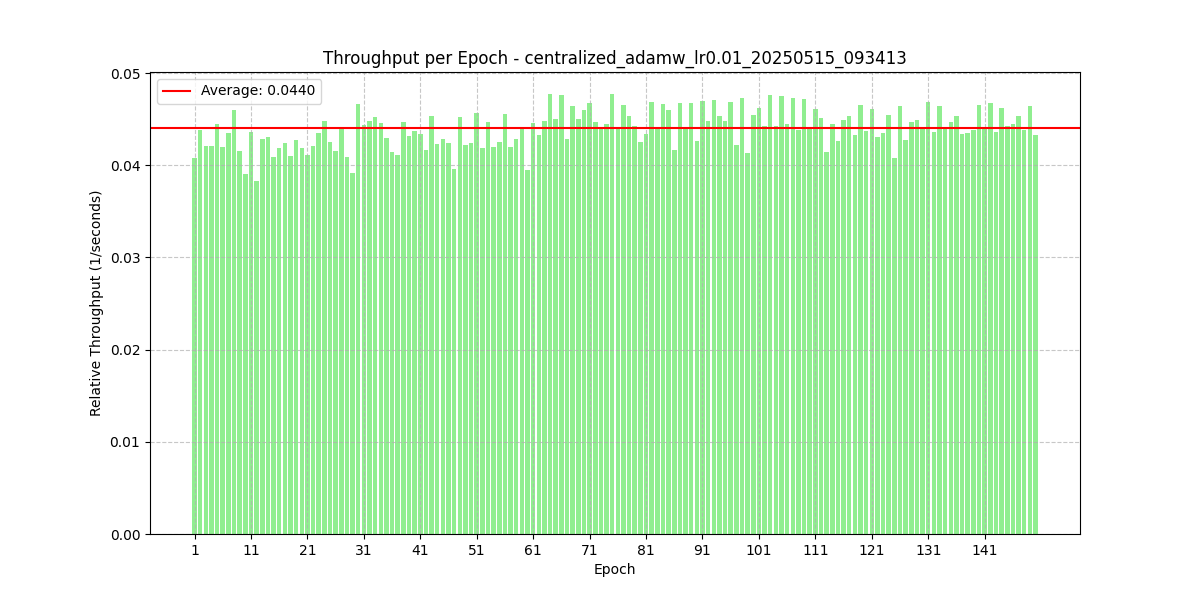 Throughput per Epoch - centralized_adamw_lr0.01_20250515_093413
Average: 0.0440
Relative Throughput (1/seconds)
0.05
0.04
0.03
0.02
0.01
0.00
1 11 21 31 41 51 61 71 81 91 101 111 121 131 141
Epoch